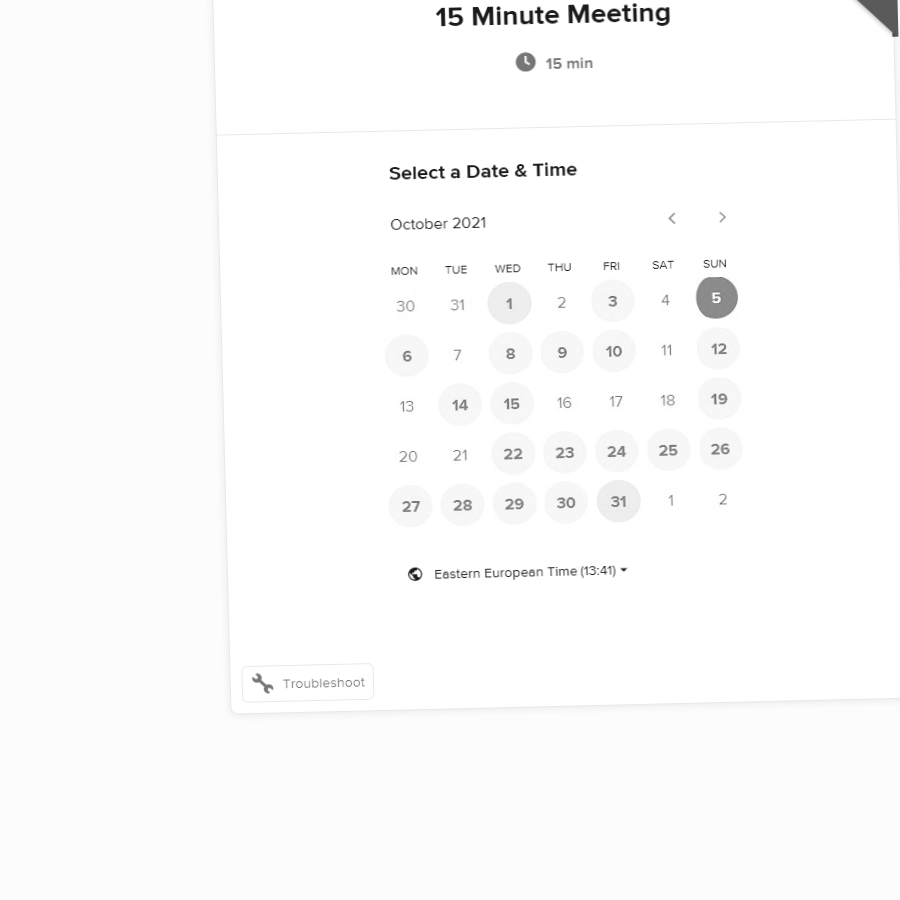 15 Minute Meeting
15 min
Select a Date & Time
October 2021
MON TUE WED THU FRI SAT SUN
30 31 1 2 3 4 5
6 7 8 9 10 11 12
13 14 15 16 17 18 19
20 21 22 23 24 25 26
27 28 29 30 31 1 2
Eastern European Time (13:41)
Troubleshoot